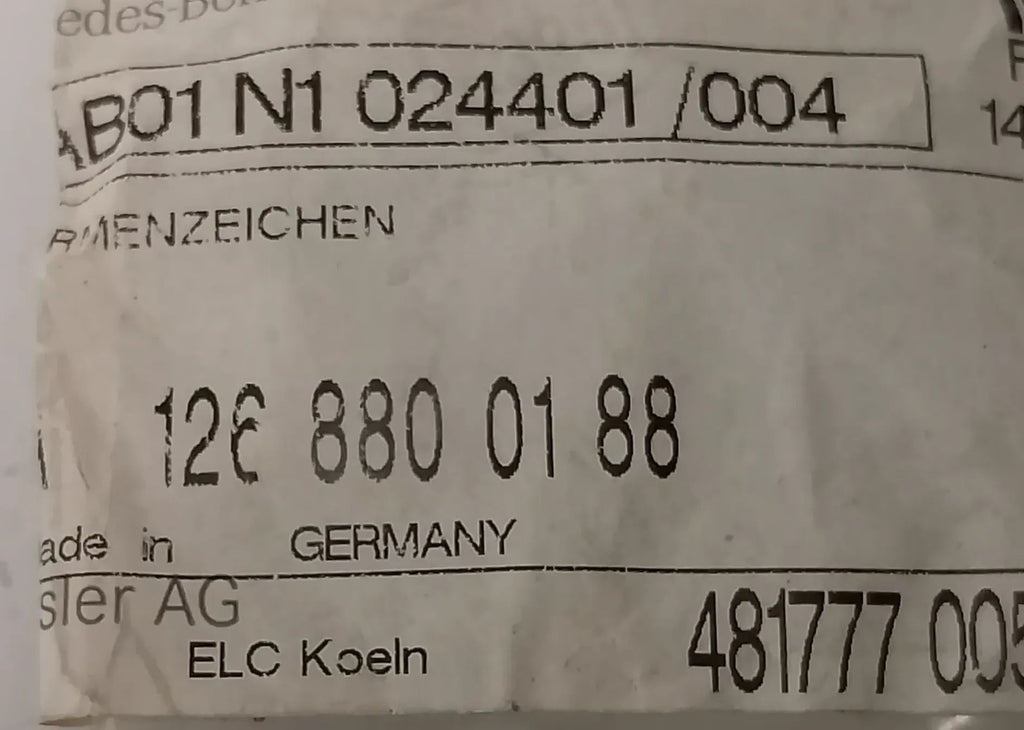 edes-Ben
AB01 N1 024401 /004
14
RMENZEICHEN
126 880 01 88
ade in GERMANY
sler AG
ELC Koeln
481777 005